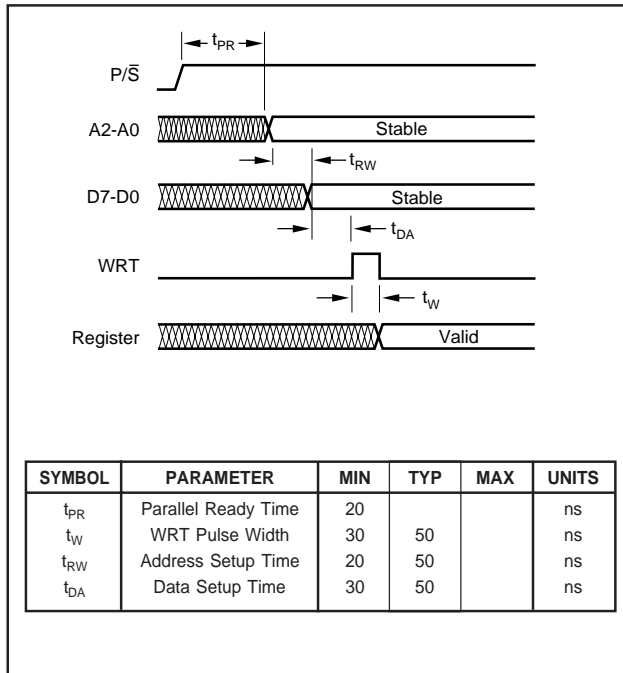 t_PR
P/S̅
A2-A0
Stable
t_RW
D7-D0
Stable
t_DA
WRT
t_W
Register
Valid
SYMBOL PARAMETER MIN TYP MAX UNITS
t_PR Parallel Ready Time 20 ns
t_W WRT Pulse Width 30 50 ns
t_RW Address Setup Time 20 50 ns
t_DA Data Setup Time 30 50 ns